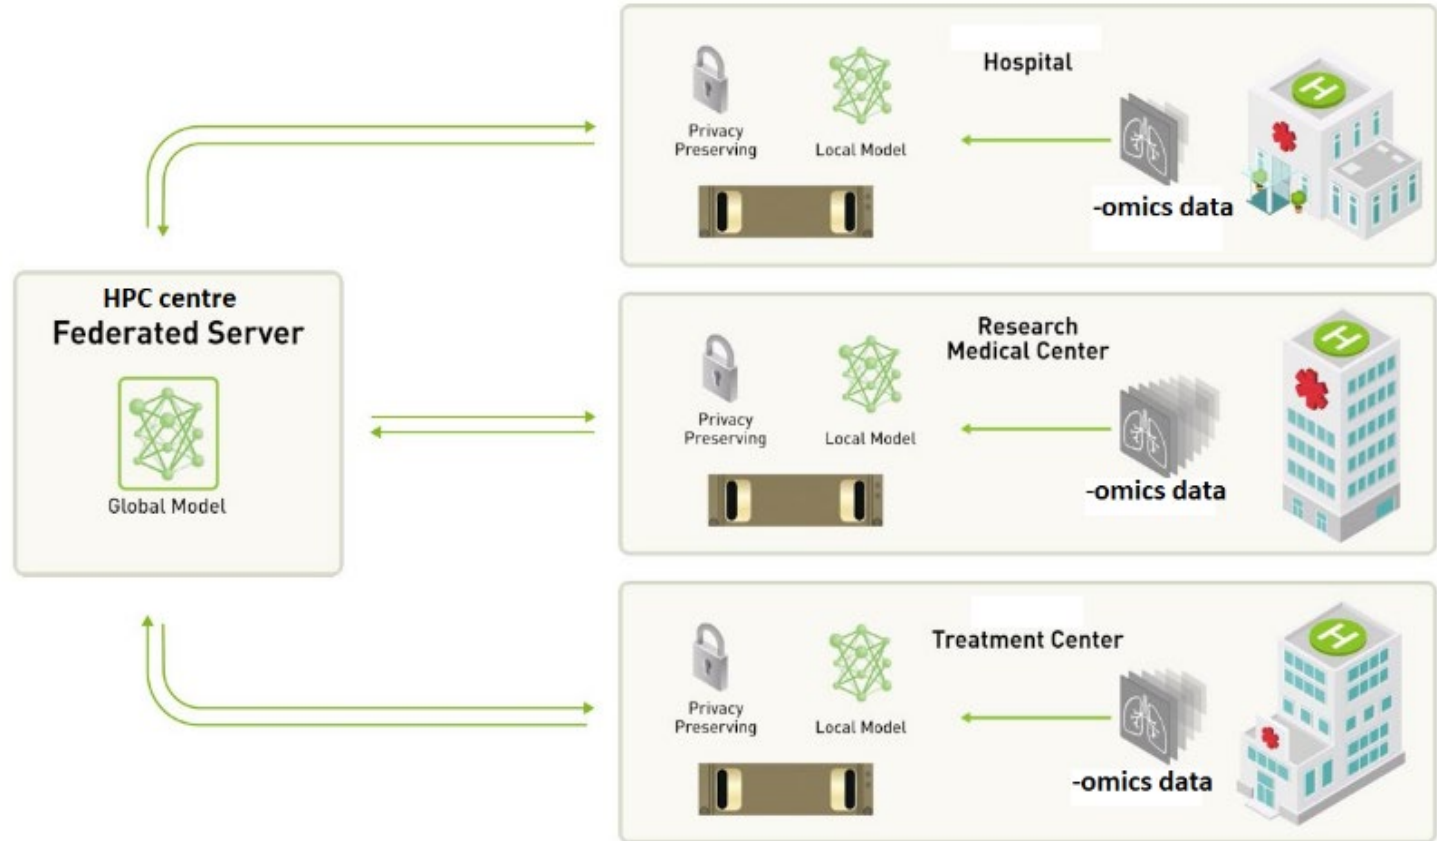 Hospital
Privacy
Preserving
Local Model
-omics data
HPC centre
Federated Server
Global Model
Research
Medical Center
Privacy
Preserving
Local Model
-omics data
Treatment Center
Privacy
Preserving
Local Model
-omics data
H
H
H